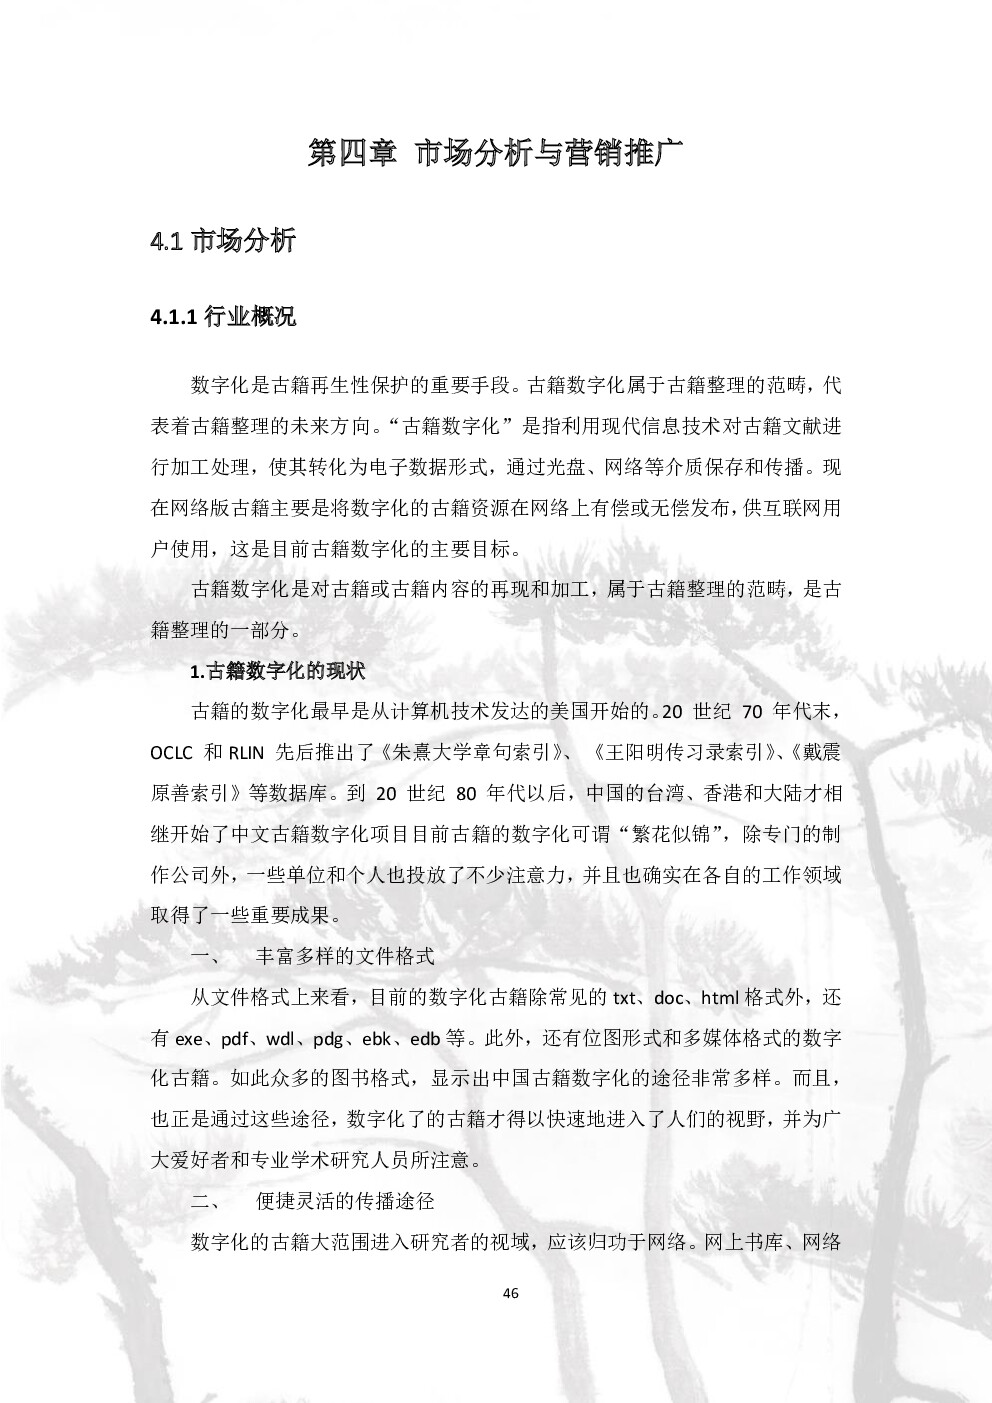 第四章 市场分析与营销推广
4.1 市场分析
4.1.1 行业概况
数字化是古籍再生性保护的重要手段。古籍数字化属于古籍整理的范畴，代
表着古籍整理的未来方向。“古籍数字化”是指利用现代信息技术对古籍文献进
行加工处理，使其转化为电子数据形式，通过光盘、网络等介质保存和传播。现
在网络版古籍主要是将数字化的古籍资源在网络上有偿或无偿发布，供互联网用
户使用，这是目前古籍数字化的主要目标。
古籍数字化是对古籍或古籍内容的再现和加工，属于古籍整理的范畴，是古
籍整理的一部分。
1.古籍数字化的现状
古籍的数字化最早是从计算机技术发达的美国开始的。20 世纪 70 年代末，
OCLC 和 RLIN 先后推出了《朱熹大学章句索引》、《王阳明传习录索引》、《戴震
原善索引》等数据库。到 20 世纪 80 年代以后，中国的台湾、香港和大陆才相
继开始了中文古籍数字化项目目前古籍的数字化可谓“繁花似锦”，除专门的制
作公司外，一些单位和个人也投放了不少注意力，并且也确实在各自的工作领域
取得了一些重要成果。
一、 丰富多样的文件格式
从文件格式上来看，目前的数字化古籍除常见的 txt、doc、html 格式外，还
有 exe、pdf、wdl、pdg、ebk、edb 等。此外，还有位图形式和多媒体格式的数字
化古籍。如此众多的图书格式，显示出中国古籍数字化的途径非常多样。而且，
也正是通过这些途径，数字化了的古籍才得以快速地进入了人们的视野，并为广
大爱好者和专业学术研究人员所注意。
二、 便捷灵活的传播途径
数字化的古籍大范围进入研究者的视域，应该归功于网络。网上书库、网络
46